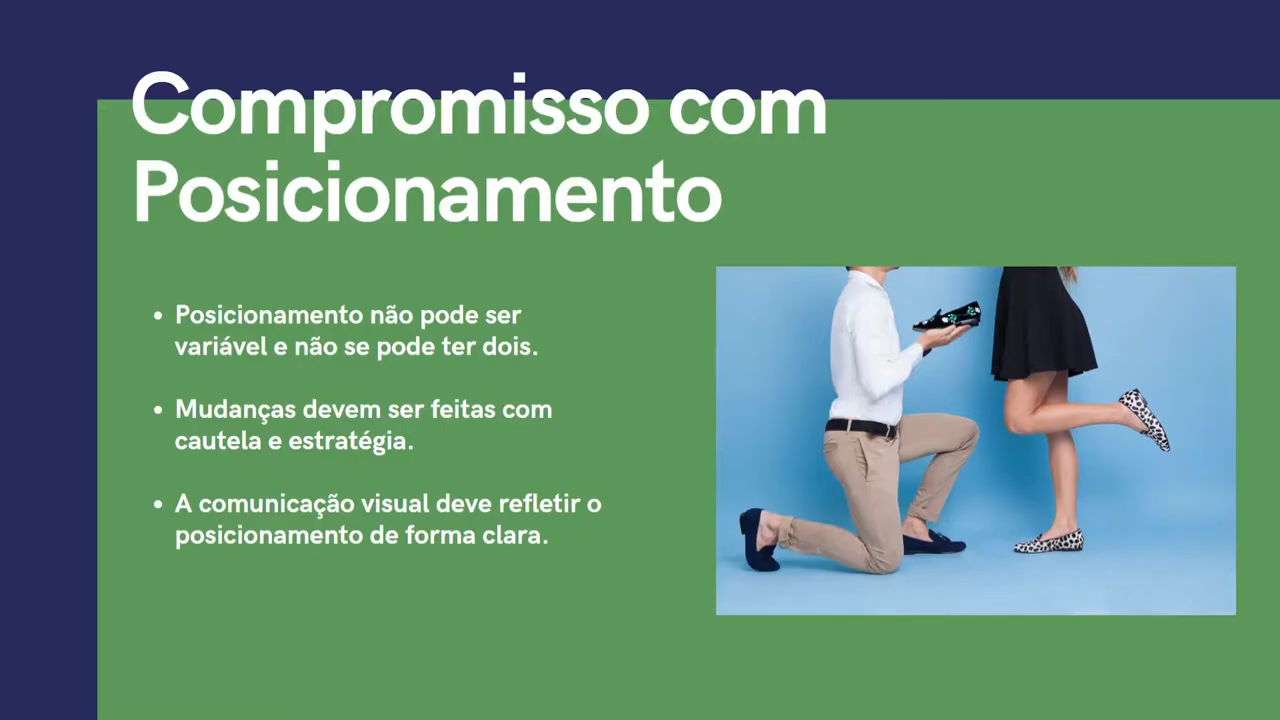 Compromisso com
Posicionamento
• Posicionamento não pode ser
variável e não se pode ter dois.
• Mudanças devem ser feitas com
cautela e estratégia.
• A comunicação visual deve refletir o
posicionamento de forma clara.